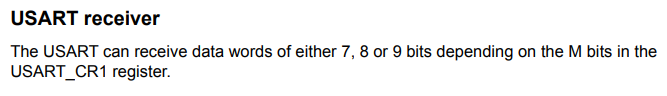 USART receiver
The USART can receive data words of either 7, 8 or 9 bits depending on the M bits in the
USART_CR1 register.